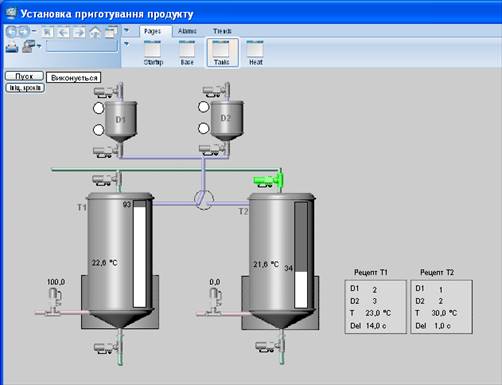 Установка приготування продукту
Pages Alarms Trends
Startup Base Tanks Heat
Пуск Виконується
D1 D2
T1 93 T2
22,6 °C 21,6 °C 34
100,0 0,0
Рецепт T1 Рецепт T2
D1 2 D1 1
D2 3 D2 2
T 23,0 °C T 30,0 °C
Del 14,0 c Del 1,0 c